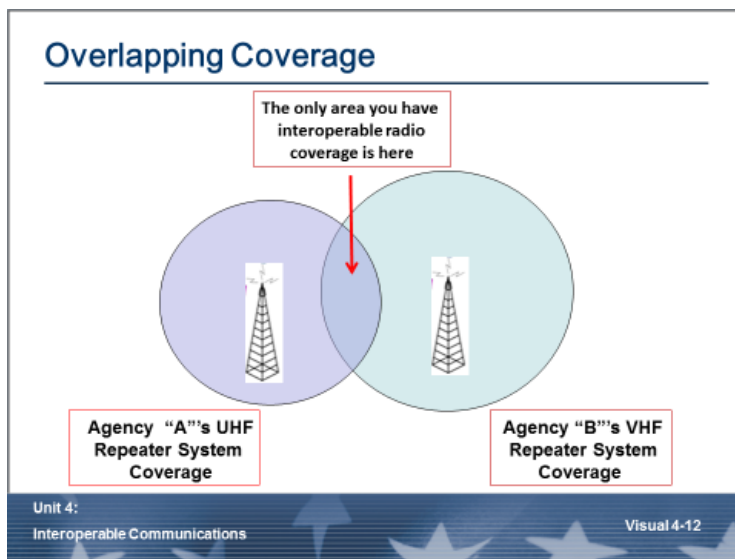 Overlapping Coverage
The only area you have
interoperable radio
coverage is here
Agency “A”’s UHF
Repeater System
Coverage
Agency “B”’s VHF
Repeater System
Coverage
Unit 4:
Interoperable Communications
Visual 4-12